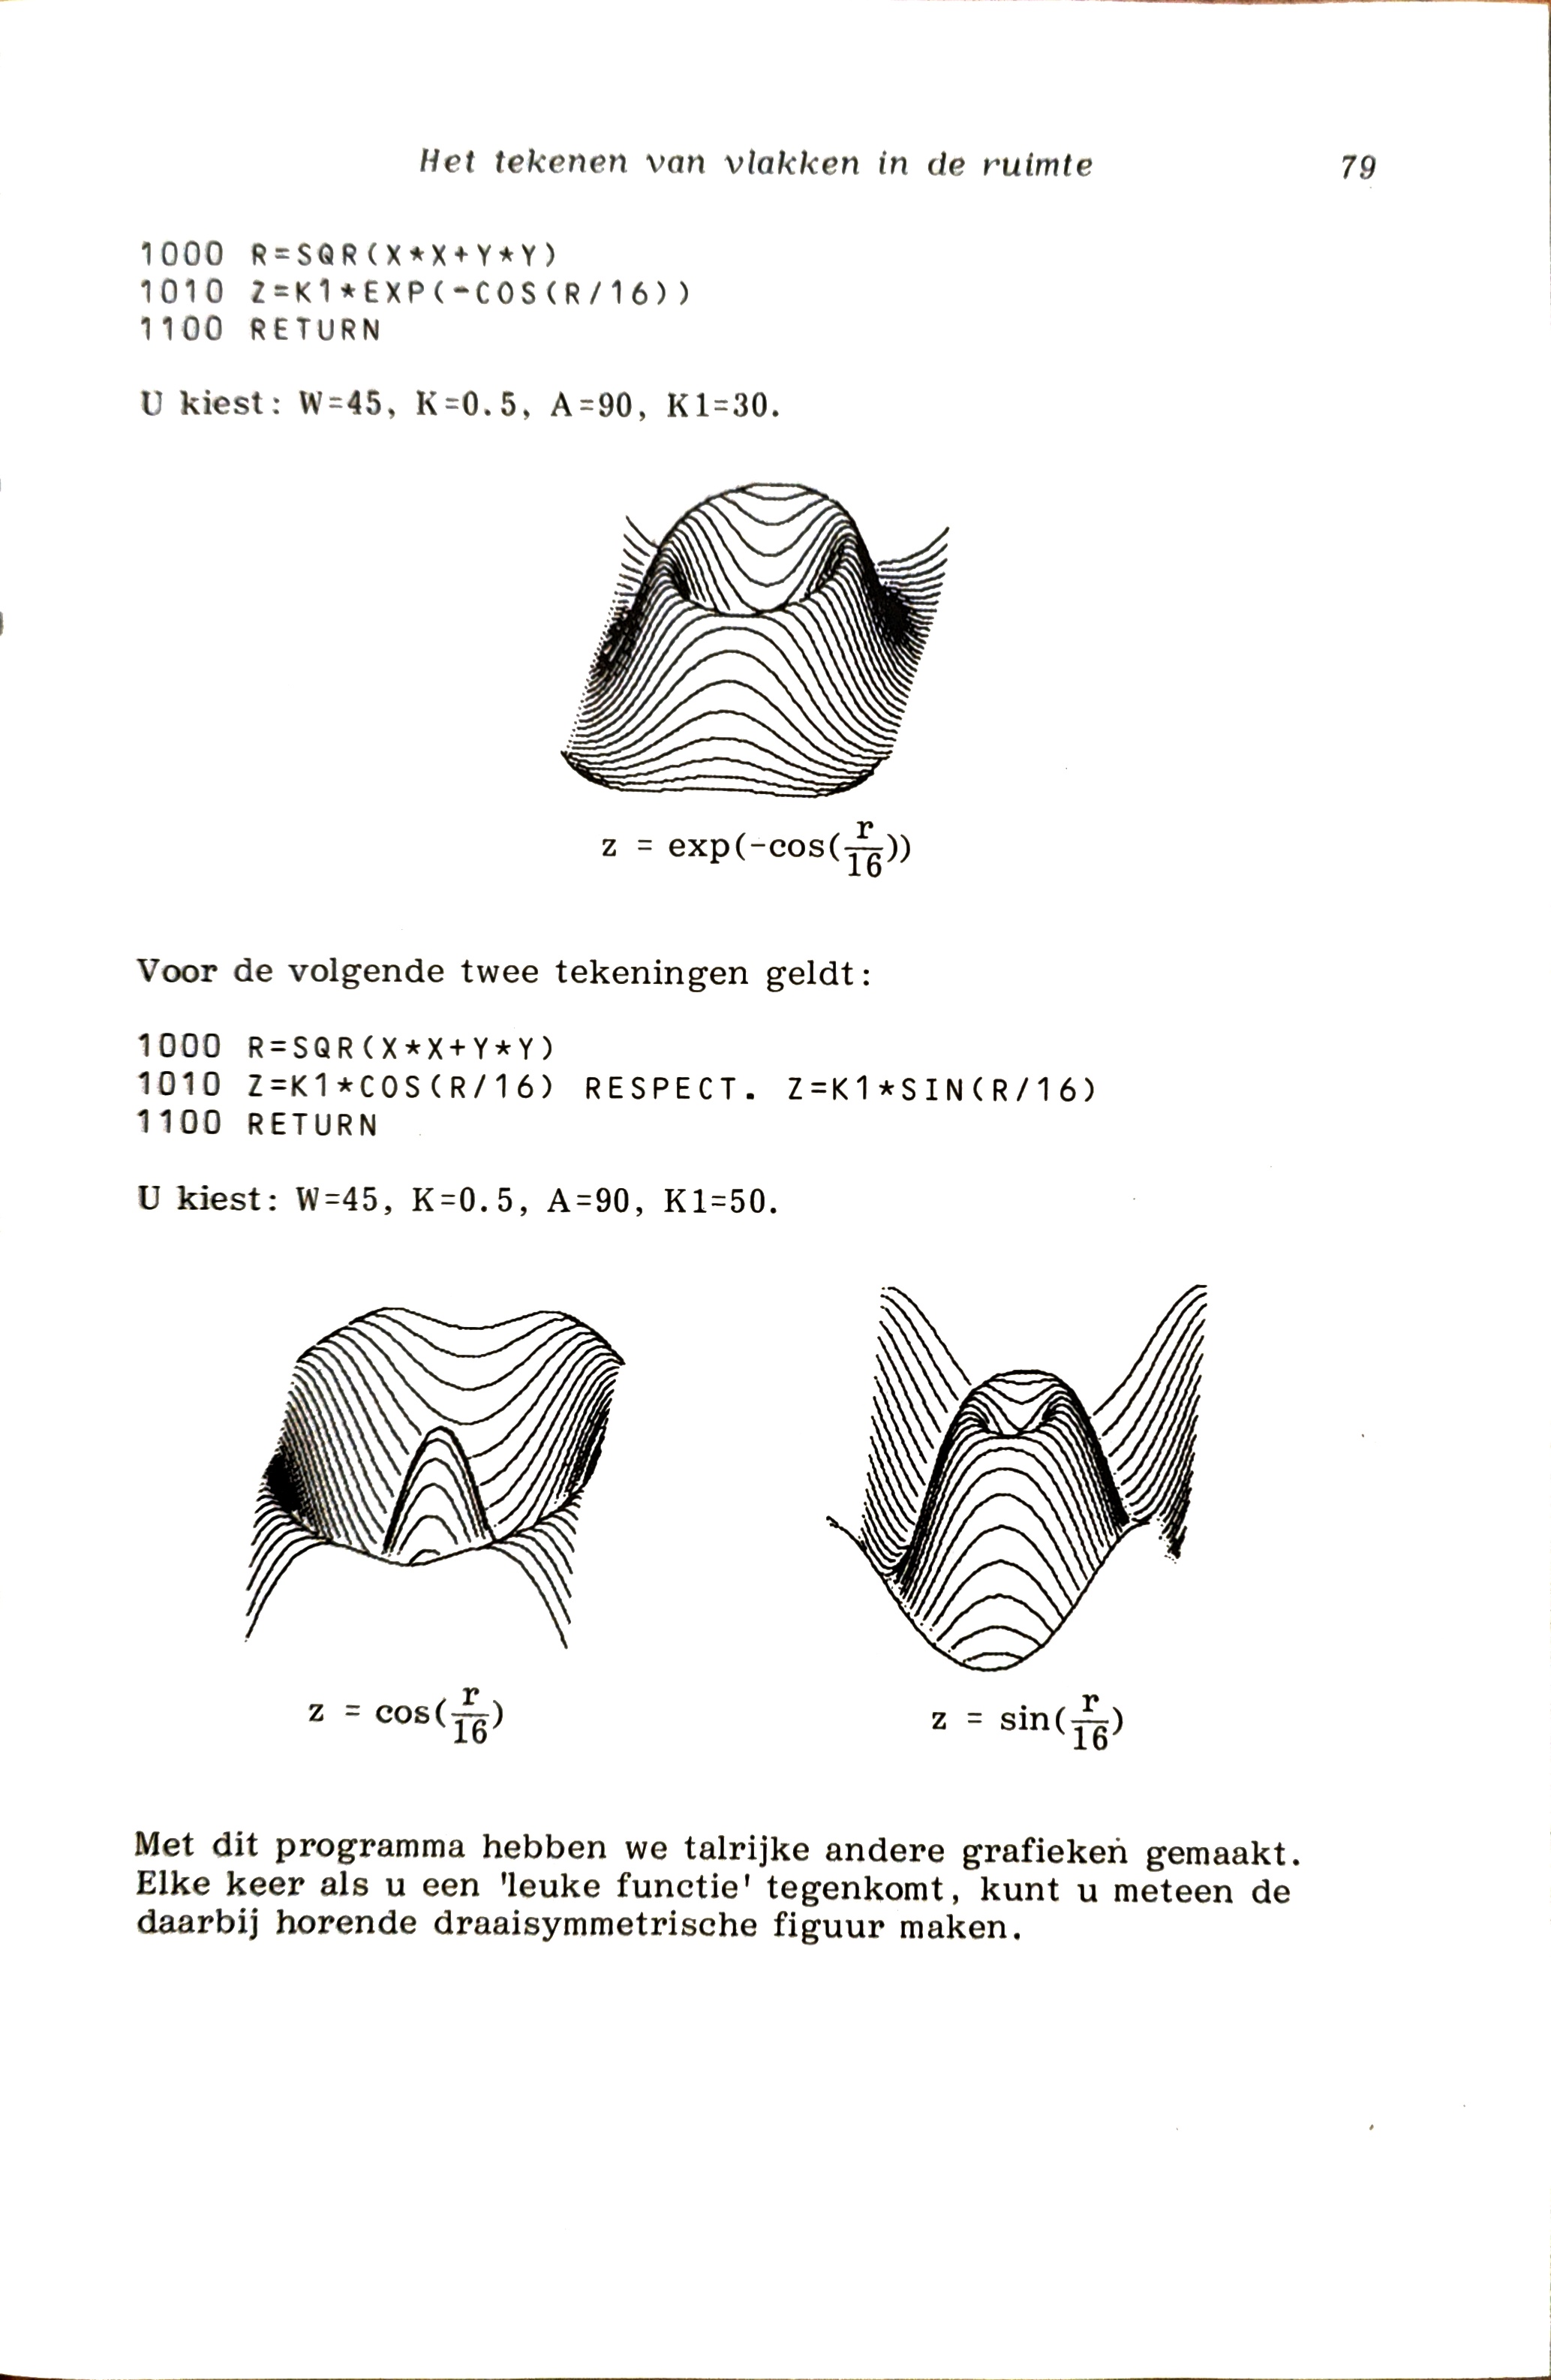 Het tekenen van vlakken in de ruimte 79
1000 R=SQR(X*X+Y*Y)
1010 Z=K1*EXP(-COS(R/16))
1100 RETURN
U kiest: W=45, K=0.5, A=90, K1=30.
z = exp(-cos(r/16))
Voor de volgende twee tekeningen geldt:
1000 R=SQR(X*X+Y*Y)
1010 Z=K1*COS(R/16) RESPECT. Z=K1*SIN(R/16)
1100 RETURN
U kiest: W=45, K=0.5, A=90, K1=50.
z = cos(r/16)
z = sin(r/16)
Met dit programma hebben we talrijke andere grafieken gemaakt.
Elke keer als u een 'leuke functie' tegenkomt, kunt u meteen de
daarbij horende draaisymmetrische figuur maken.